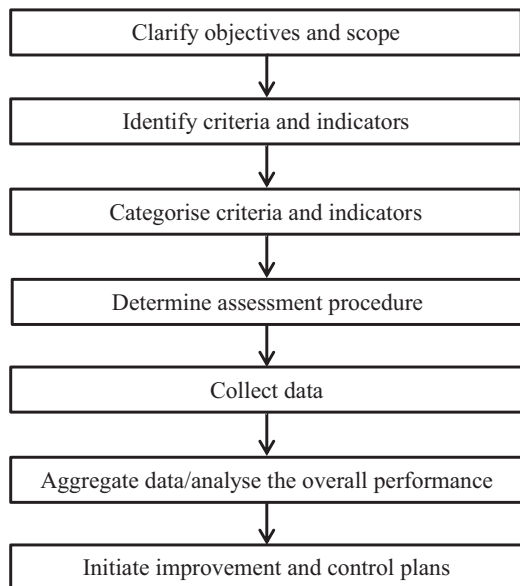 Clarify objectives and scope
Identify criteria and indicators
Categorise criteria and indicators
Determine assessment procedure
Collect data
Aggregate data/analyse the overall performance
Initiate improvement and control plans